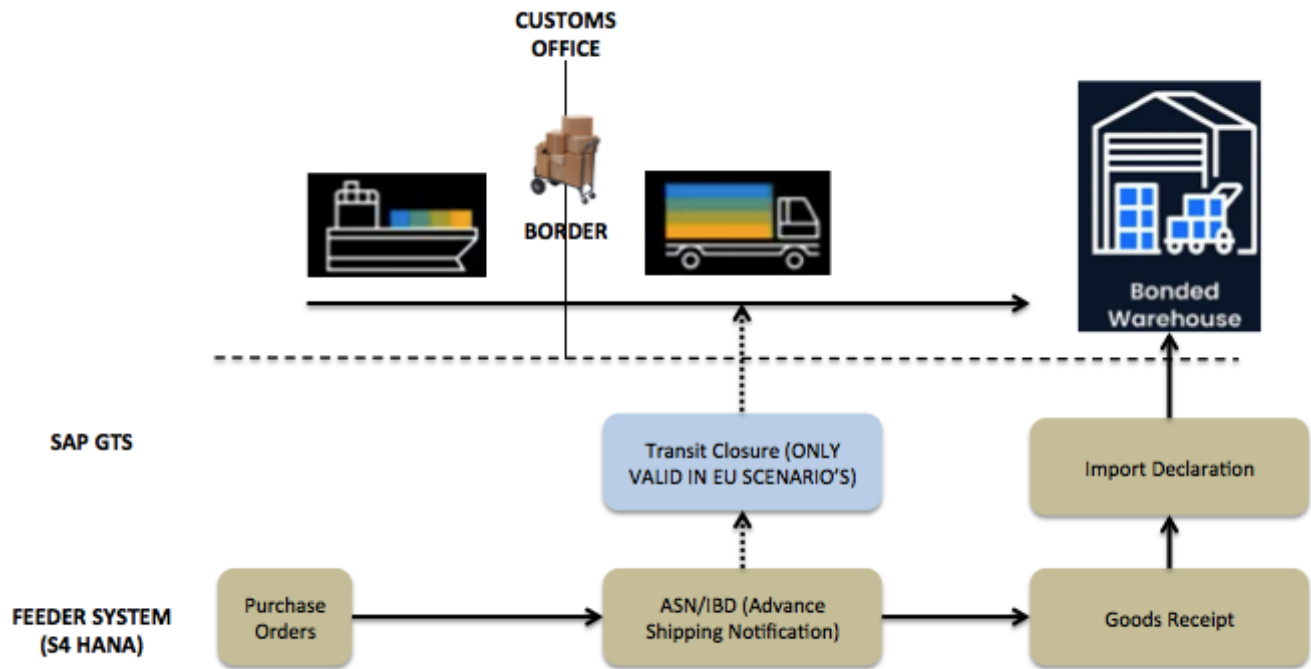 CUSTOMS
OFFICE
BORDER
Bonded
Warehouse
SAP GTS
Transit Closure (ONLY
VALID IN EU SCENARIO'S)
Import Declaration
FEEDER SYSTEM
(S4 HANA)
Purchase
Orders
ASN/IBD (Advance
Shipping Notification)
Goods Receipt